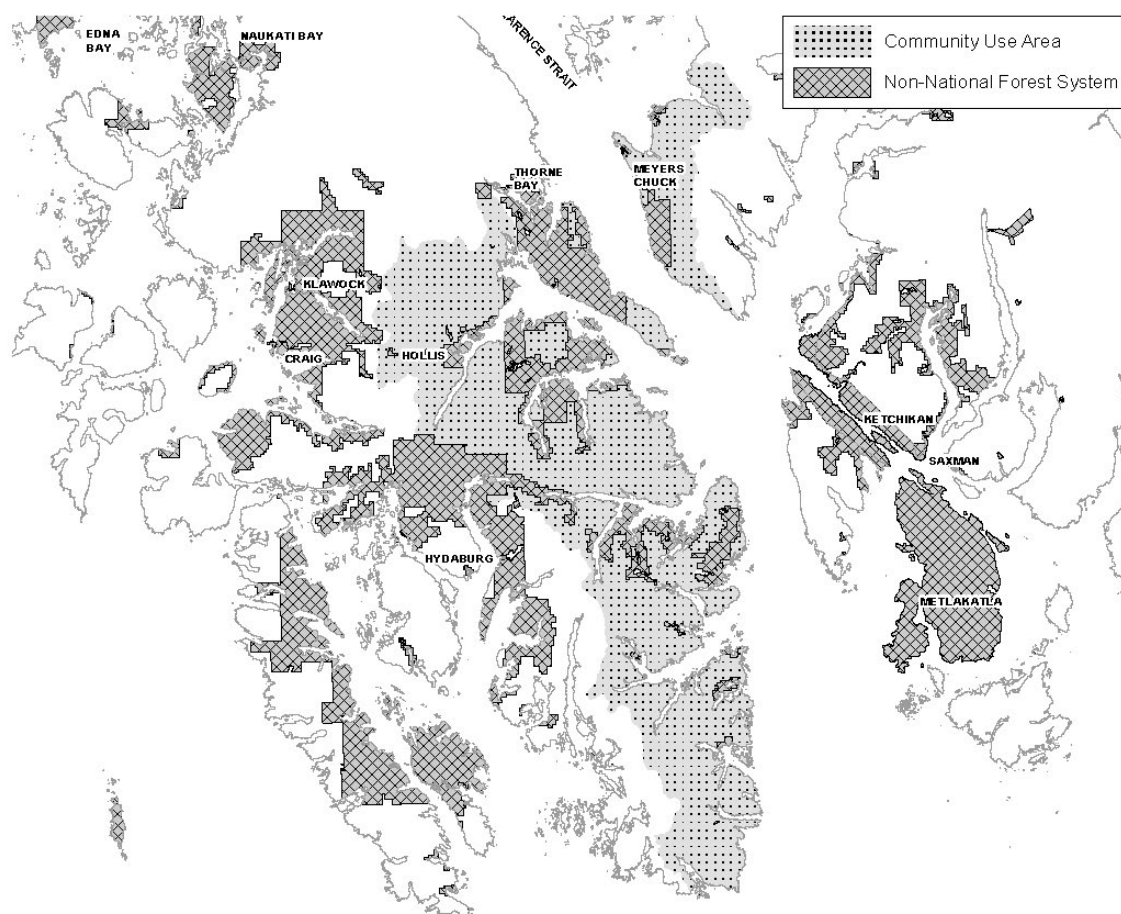 EDNA
BAY
NAUKATI BAY
ARENCE STRAIT
Community Use Area
Non-National Forest System
THORNE
BAY
MEYERS
CHUCK
KLAWOCK
CRAIG
HOLLIS
KETCHIKAN
SAXMAN
HYDABURG
METLAKATLA